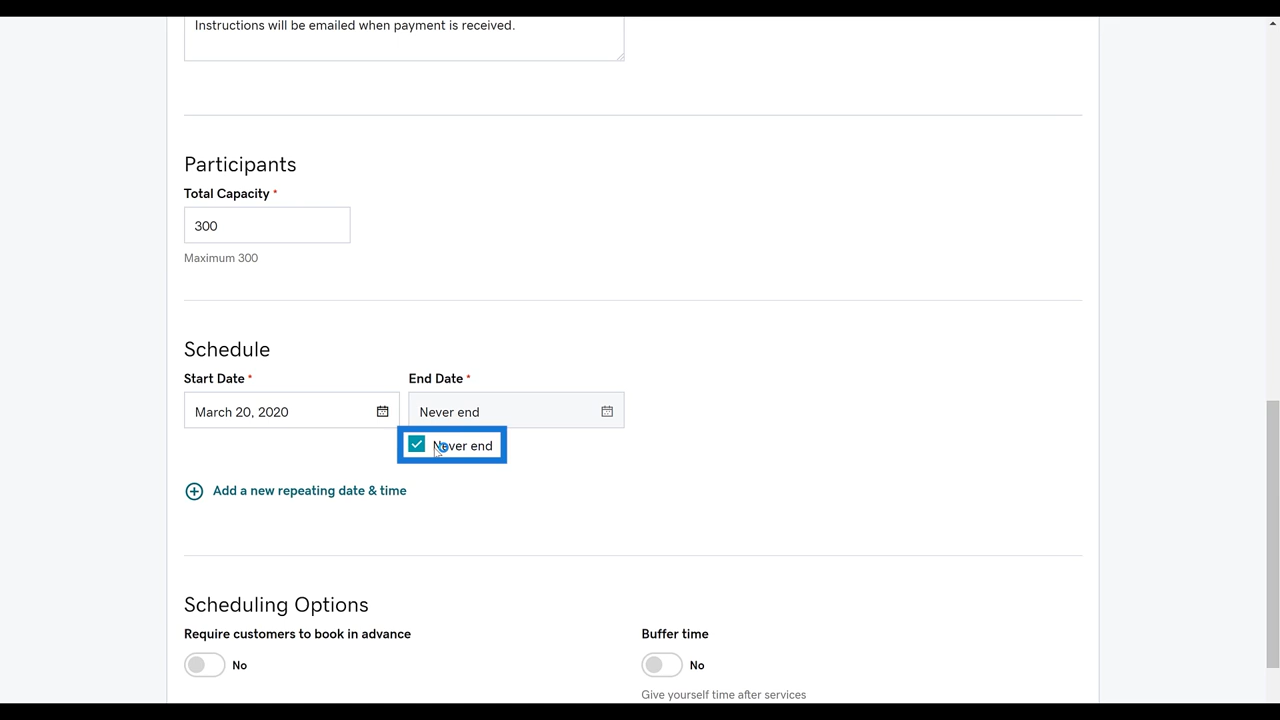 Instructions will be emailed when payment is received.
Participants
Total Capacity *
300
Maximum 300
Schedule
Start Date *
End Date *
March 20, 2020
Never end
Never end
Add a new repeating date & time
Scheduling Options
Require customers to book in advance
Buffer time
No
No
Give yourself time after services